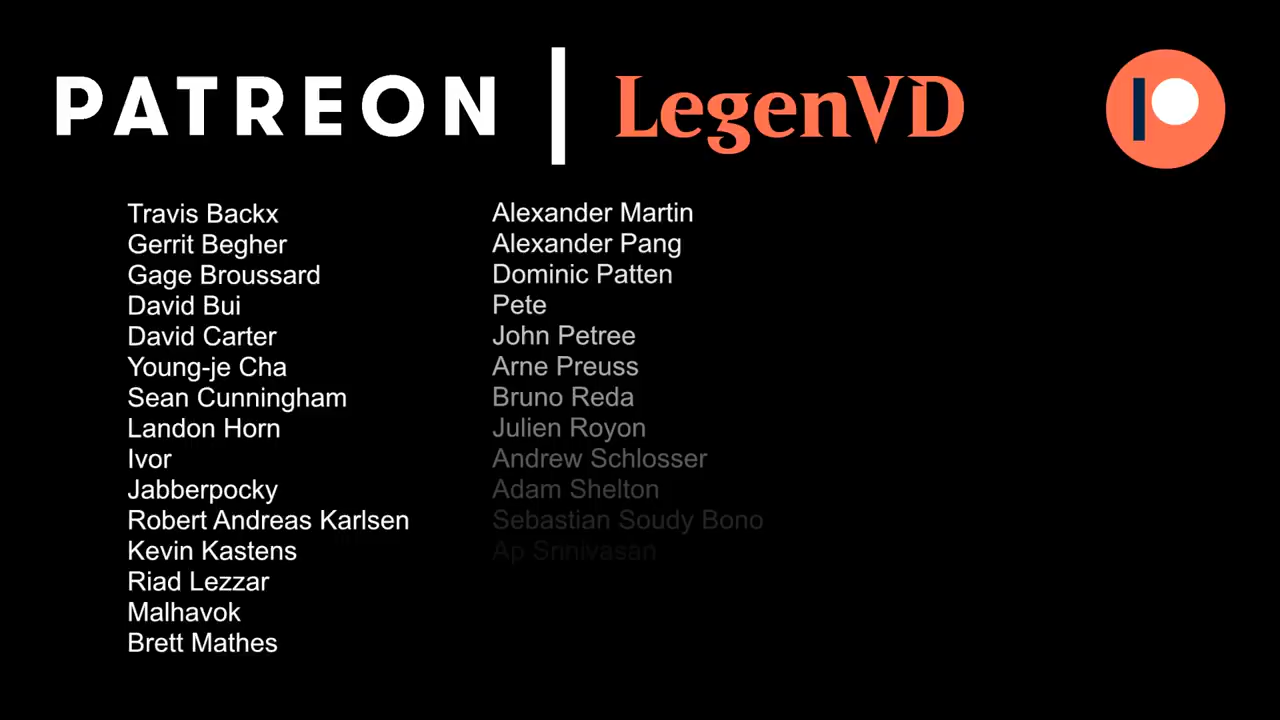 PATREON | LegenVD
Travis Backx
Gerrit Begher
Gage Broussard
David Bui
David Carter
Young-je Cha
Sean Cunningham
Landon Horn
Ivor
Jabberpocky
Robert Andreas Karlsen
Kevin Kastens
Riad Lezzar
Malhavok
Brett Mathes
Alexander Martin
Alexander Pang
Dominic Patten
Pete
John Petree
Arne Preuss
Bruno Reda
Julien Royon
Andrew Schlosser
Adam Shelton
Sebastian Soudy Bono
Ap Srinivasan